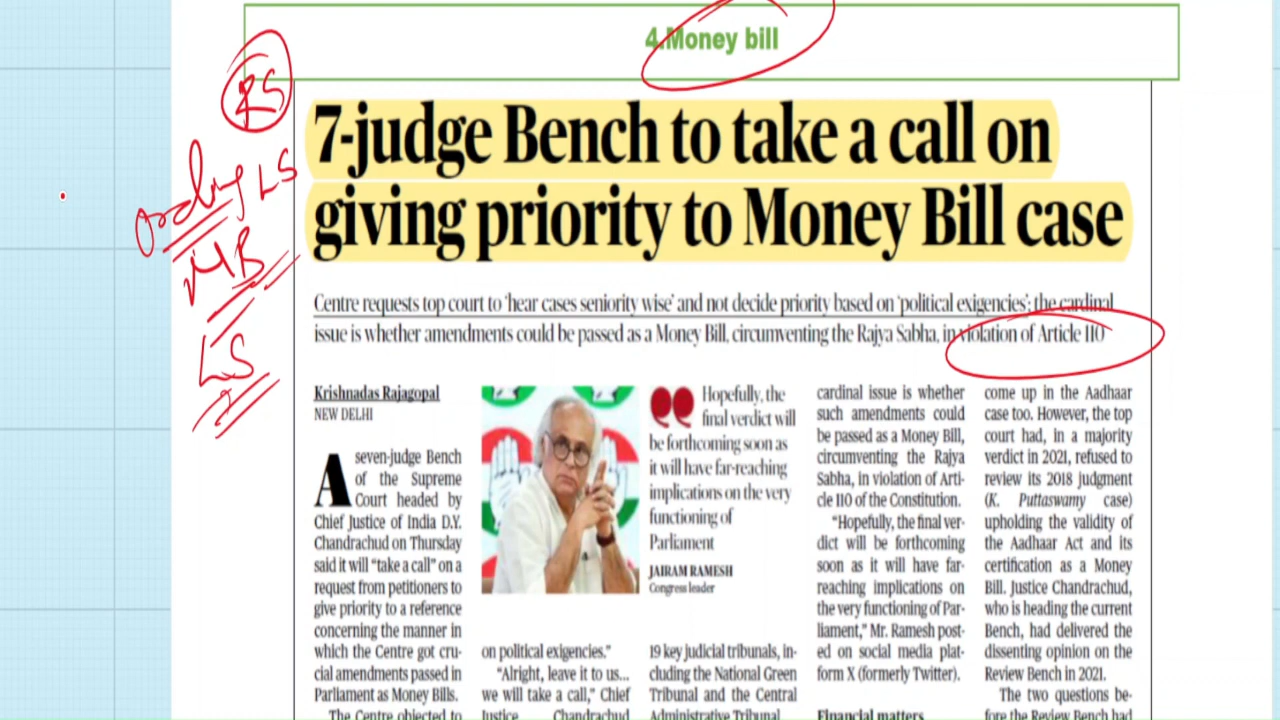 4.Money bill
RS
LS
MB
LS
7-judge Bench to take a call on
giving priority to Money Bill case
Centre requests top court to ‘hear cases seniority wise’ and not decide priority based on ‘political exigencies’; the cardinal
issue is whether amendments could be passed as a Money Bill, circumventing the Rajya Sabha, in violation of Article 110
Krishnadas Rajagopal
NEW DELHI
A seven-judge Bench
of the Supreme
Court headed by
Chief Justice of India D.Y.
Chandrachud on Thursday
said it will “take a call” on a
request from petitioners to
give priority to a reference
concerning the manner in
which the Centre got cru-
cial amendments passed in
Parliament as Money Bills.
The Centre objected to
on political exigencies.”
“Alright, leave it to us...
we will take a call,” Chief
Justice Chandrachud
Hopefully, the
final verdict will
be forthcoming soon as
it will have far-reaching
implications on the very
functioning of
Parliament
JAIRAM RAMESH
Congress leader
19 key judicial tribunals, in-
cluding the National Green
Tribunal and the Central
Administrative Tribunal.
cardinal issue is whether
such amendments could
be passed as a Money Bill,
circumventing the Rajya
Sabha, in violation of Arti-
cle 110 of the Constitution.
“Hopefully, the final ver-
dict will be forthcoming
soon as it will have far-
reaching implications on
the very functioning of Par-
liament,” Mr. Ramesh post-
ed on social media plat-
form X (formerly Twitter).
Financial matters
come up in the Aadhaar
case too. However, the top
court had, in a majority
verdict in 2021, refused to
review its 2018 judgment
(K. Puttaswamy case)
upholding the validity of
the Aadhaar Act and its
certification as a Money
Bill. Justice Chandrachud,
who is heading the current
Bench, had delivered the
dissenting opinion on the
Review Bench in 2021.
The two questions be-
fore the Review Bench had